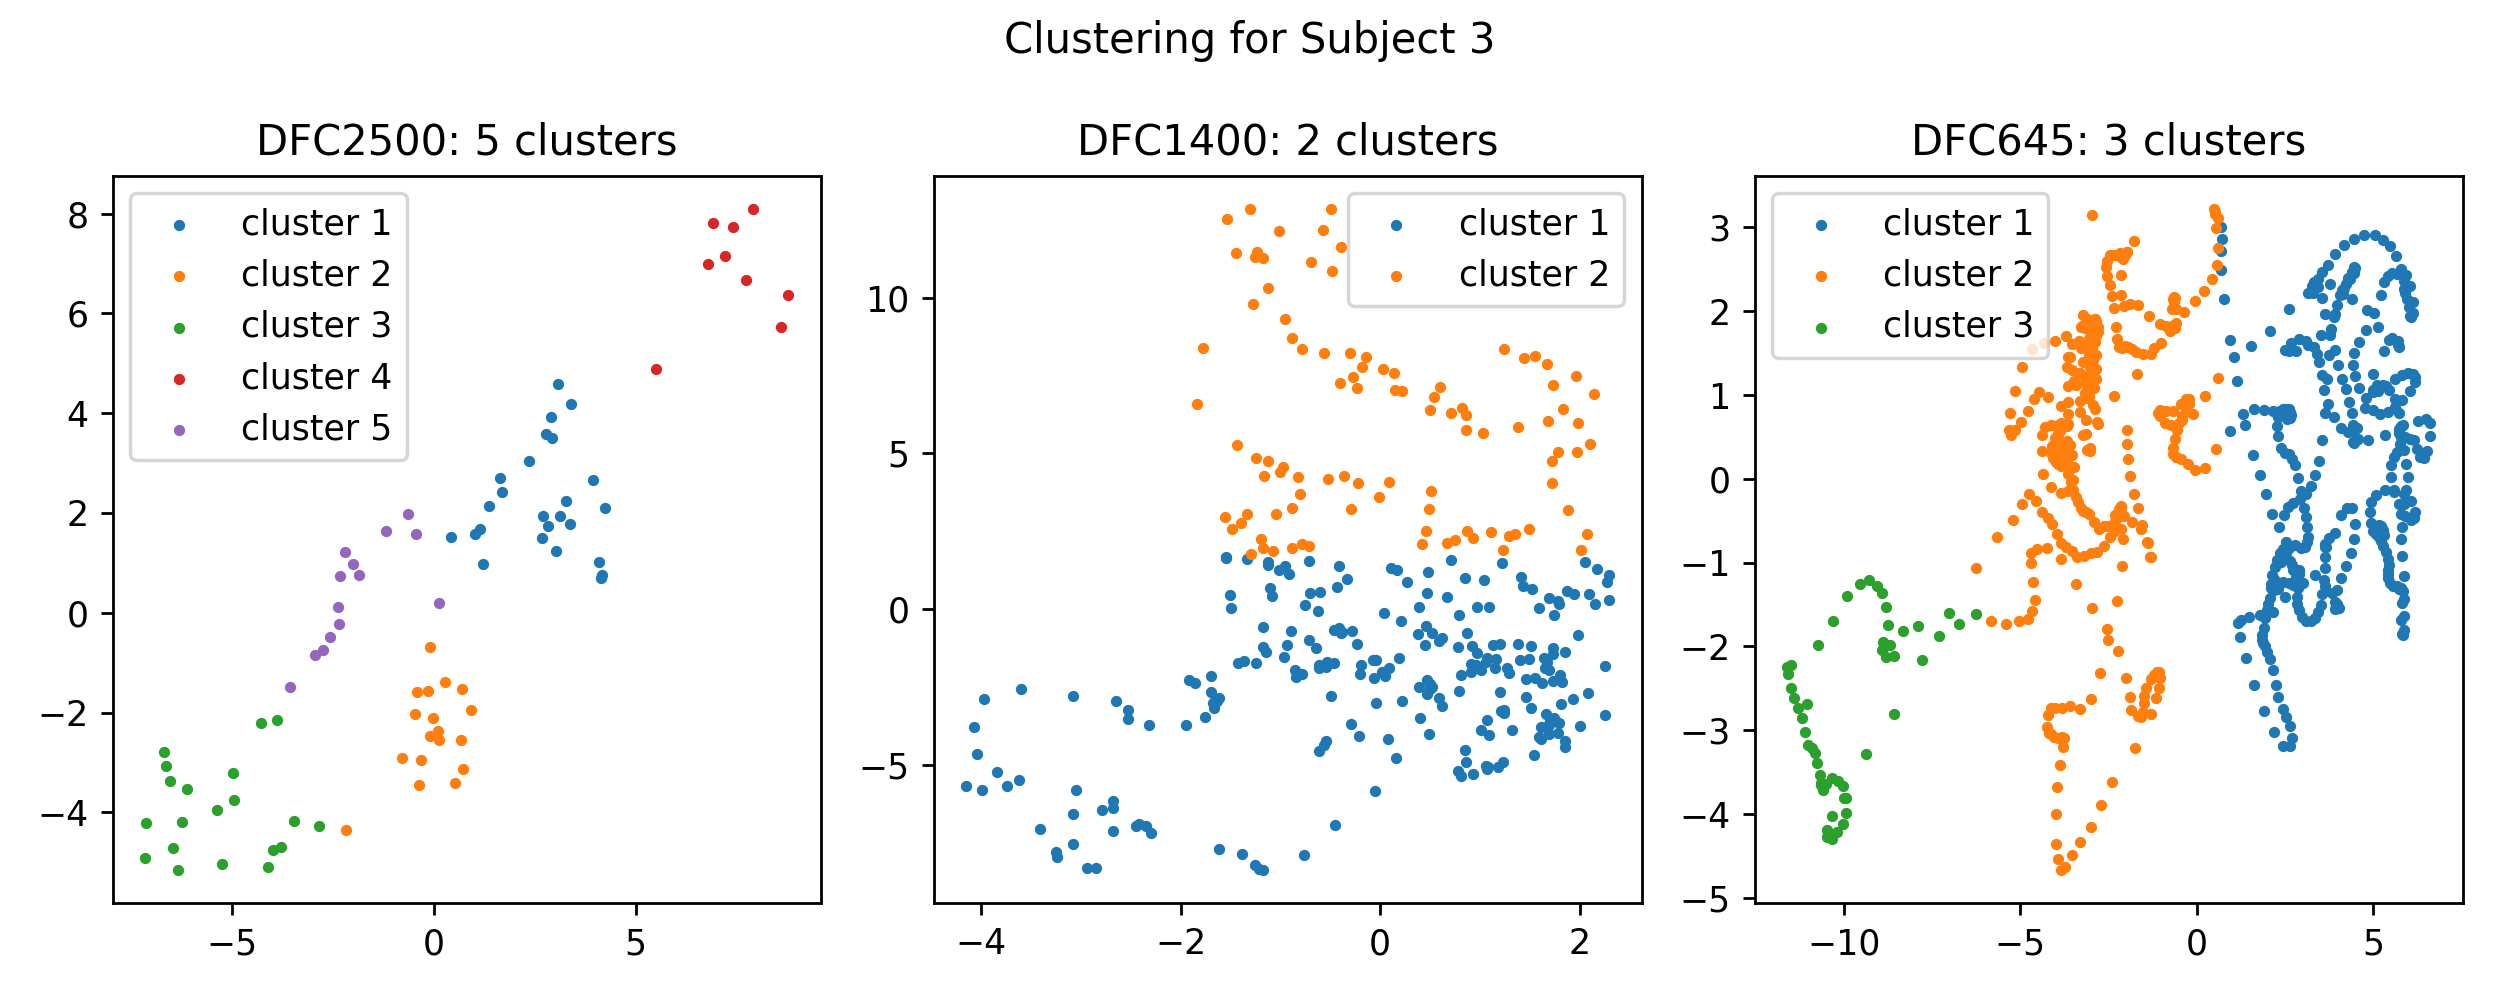 Clustering for Subject 3
DFC2500: 5 clusters
cluster 1
cluster 2
cluster 3
cluster 4
cluster 5
8
6
4
2
0
−2
−4
−5
0
5
DFC1400: 2 clusters
cluster 1
cluster 2
10
5
0
−5
−4
−2
0
2
DFC645: 3 clusters
cluster 1
cluster 2
cluster 3
3
2
1
0
−1
−2
−3
−4
−5
−10
−5
0
5